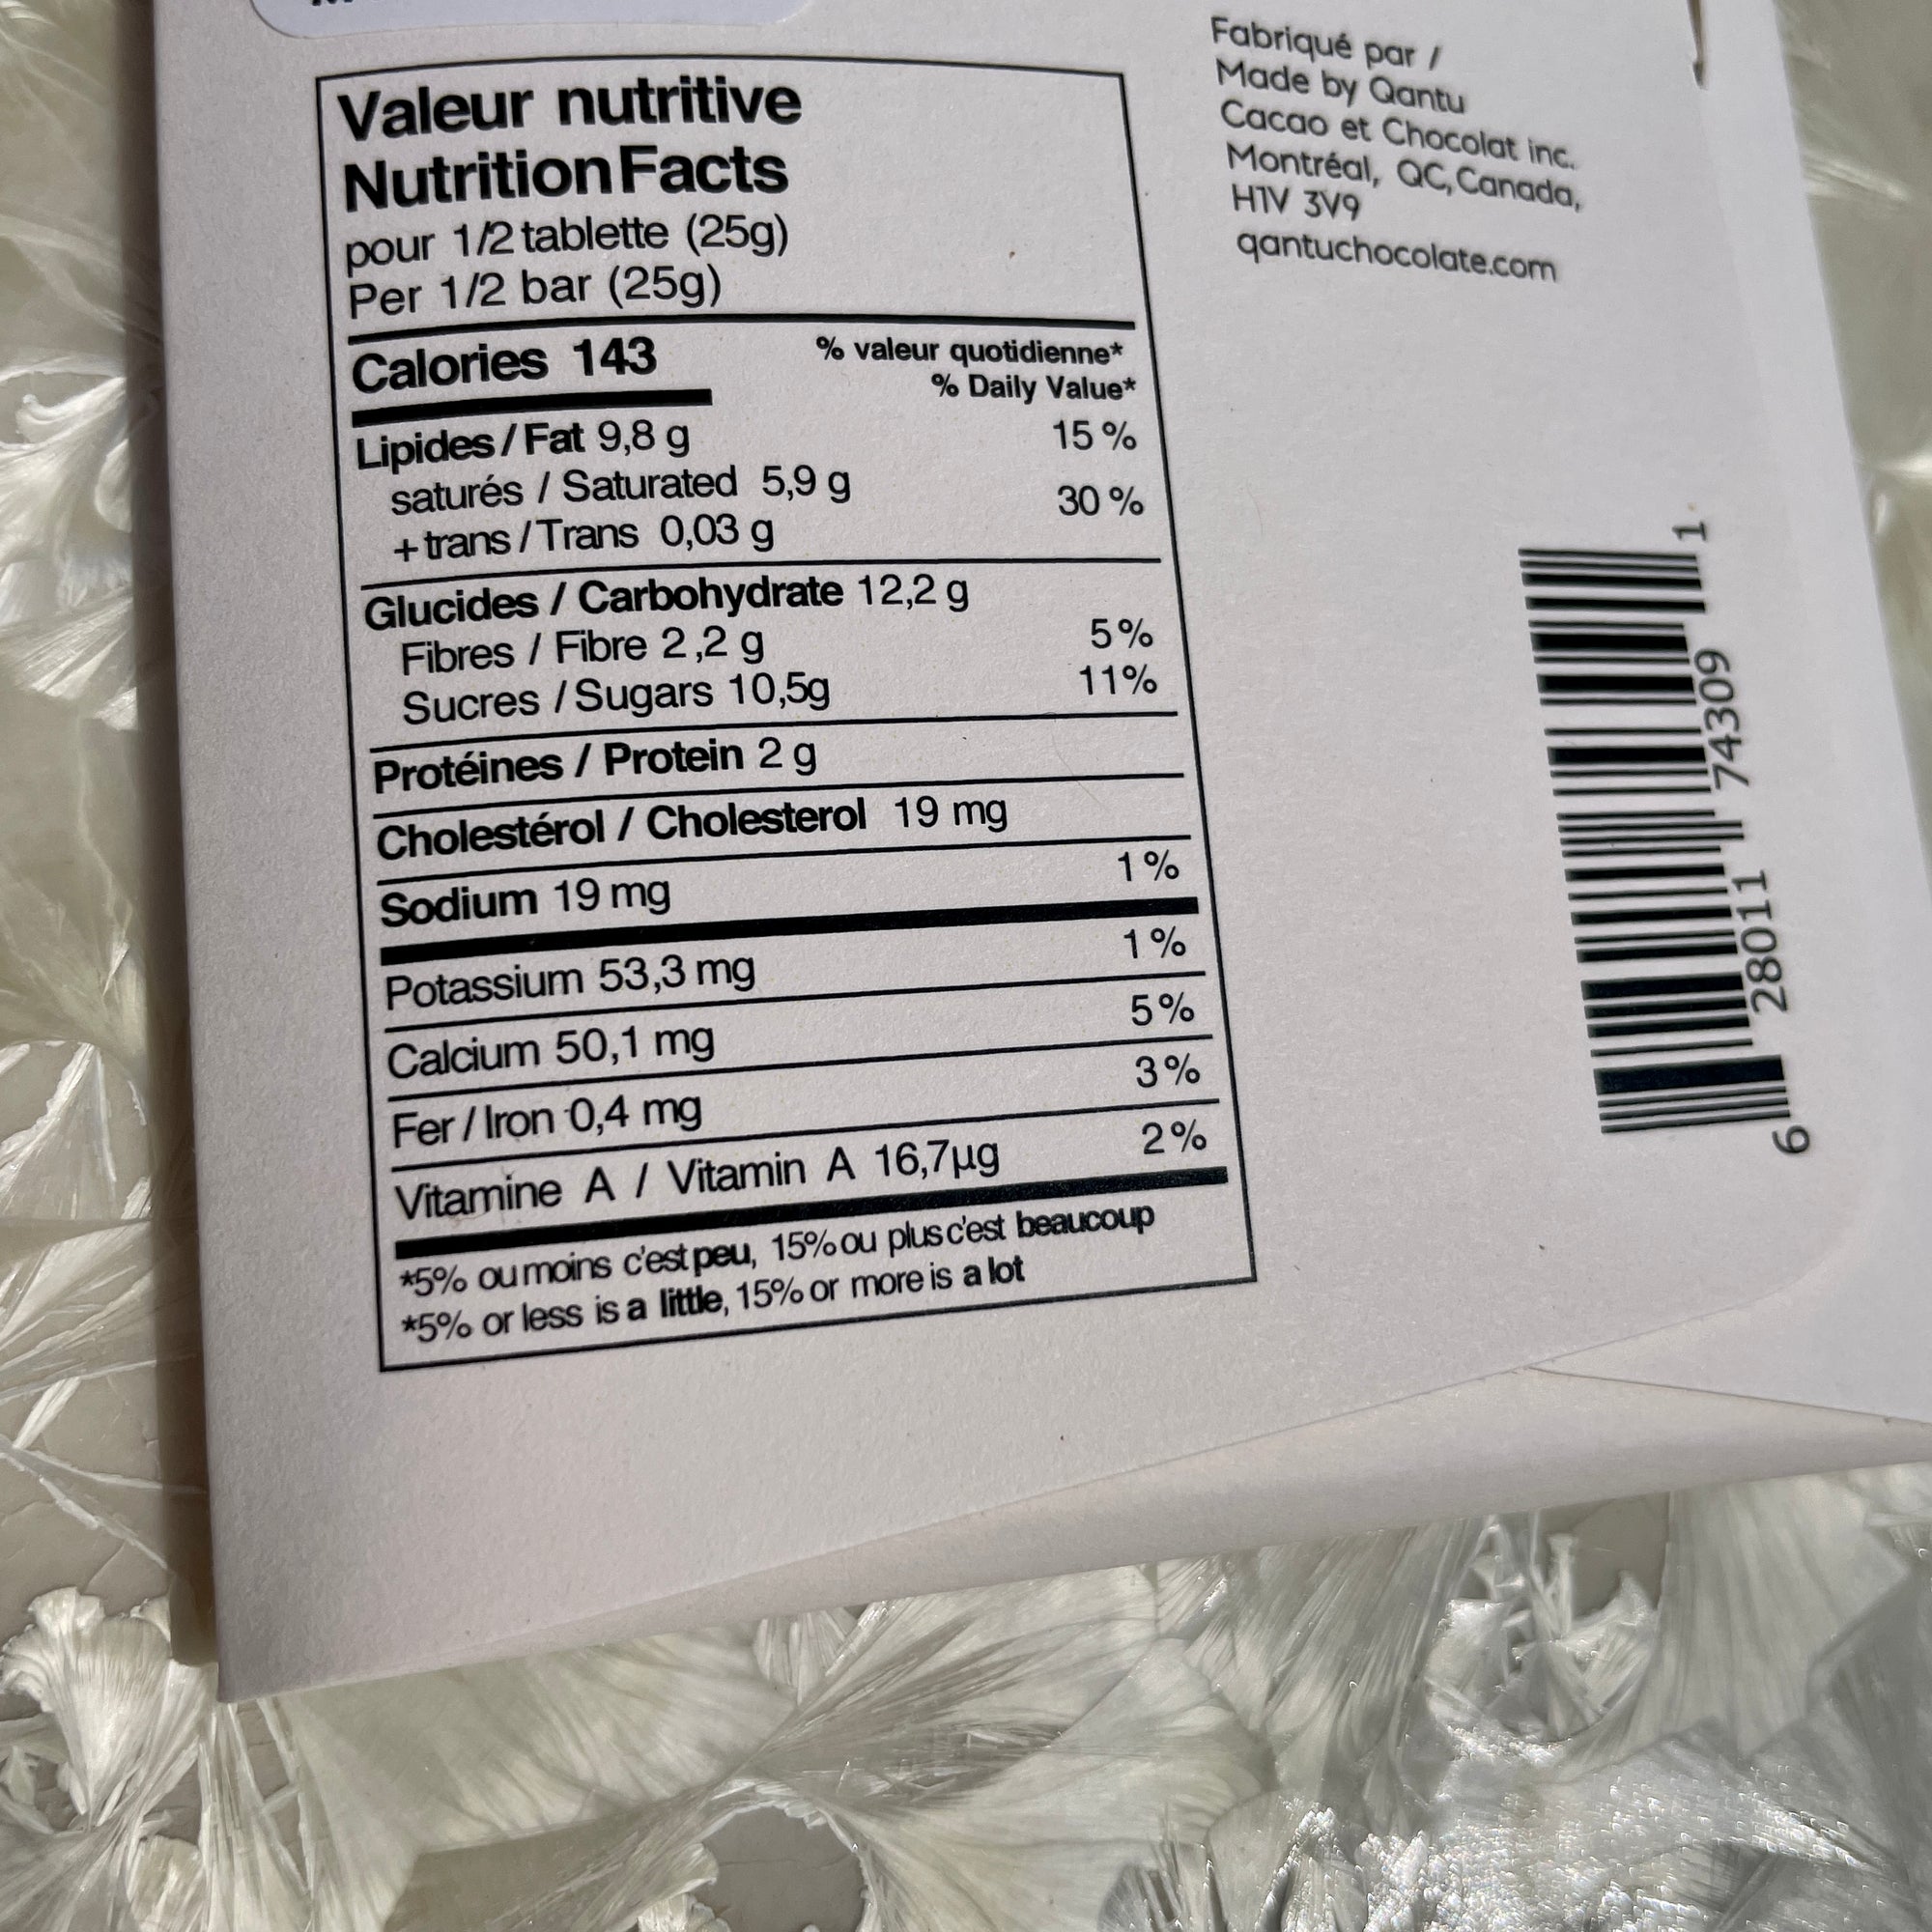 Valeur nutritive
Nutrition Facts
pour 1/2 tablette (25g)
Per 1/2 bar (25g)
Calories 143
% valeur quotidienne*
% Daily Value*
Lipides / Fat 9,8 g 15 %
saturés / Saturated 5,9 g
+ trans / Trans 0,03 g 30 %
Glucides / Carbohydrate 12,2 g
Fibres / Fibre 2,2 g 5%
Sucres / Sugars 10,5g 11%
Protéines / Protein 2 g
Cholestérol / Cholesterol 19 mg
Sodium 19 mg 1%
Potassium 53,3 mg 1%
Calcium 50,1 mg 5%
Fer / Iron 0,4 mg 3%
Vitamine A / Vitamin A 16,7µg 2%
*5% ou moins c'est peu, 15% ou plus c'est beaucoup
*5% or less is a little, 15% or more is a lot
Fabriqué par /
Made by Qantu
Cacao et Chocolat inc.
Montréal, QC, Canada,
H1V 3V9
qantuchocolate.com
6 28011 74309 1